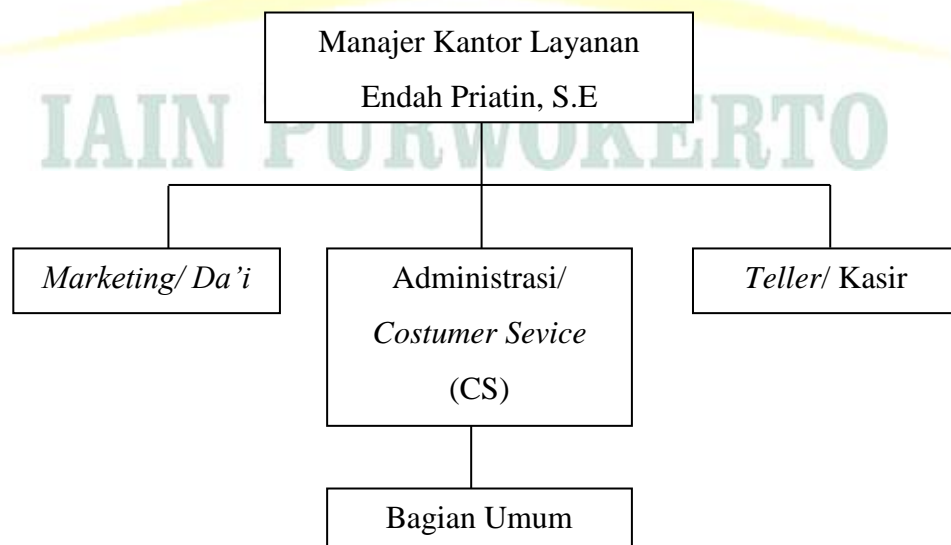 Manajer Kantor Layanan
Endah Priatin, S.E
IAIN PURWOKERTO
Marketing/ Da’i
Administrasi/
Costumer Sevice
(CS)
Teller/ Kasir
Bagian Umum